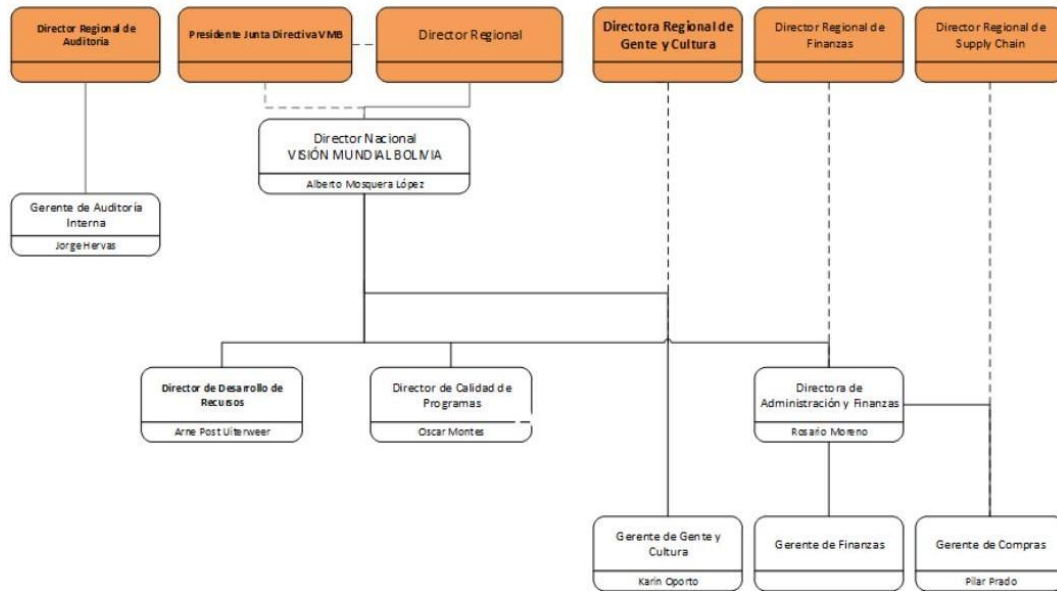 Director Regional de
Auditoría
Presidente Junta Directiva VMB
Director Regional
Directora Regional de
Gente y Cultura
Director Regional de
Finanzas
Director Regional de
Supply Chain
Director Nacional
VISIÓN MUNDIAL BOLIVIA
Alberto Mosquera López
Gerente de Auditoría
Interna
Jorge Hervas
Director de Desarrollo de
Recursos
Arne Post Uiterweer
Director de Calidad de
Programas
Oscar Montes
Directora de
Administración y Finanzas
Rosario Moreno
Gerente de Gente y
Cultura
Karin Oporto
Gerente de Finanzas
Gerente de Compras
Pilar Prado